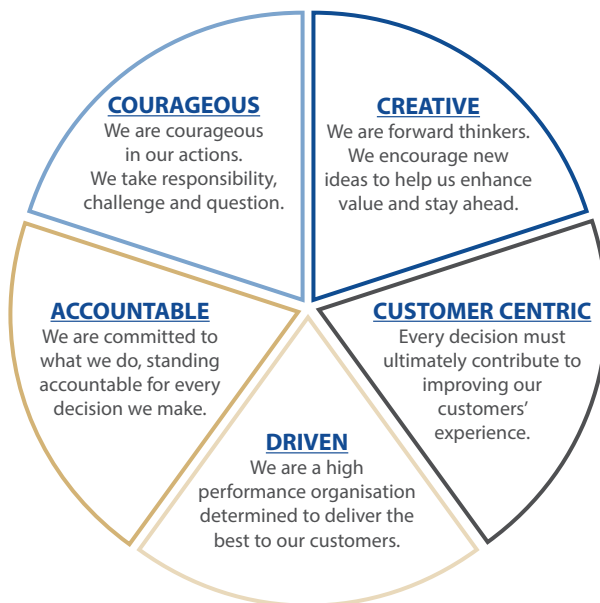 COURAGEOUS
We are courageous
in our actions.
We take responsibility,
challenge and question.
CREATIVE
We are forward thinkers.
We encourage new
ideas to help us enhance
value and stay ahead.
ACCOUNTABLE
We are committed to
what we do, standing
accountable for every
decision we make.
CUSTOMER CENTRIC
Every decision must
ultimately contribute to
improving our
customers’
experience.
DRIVEN
We are a high
performance organisation
determined to deliver the
best to our customers.